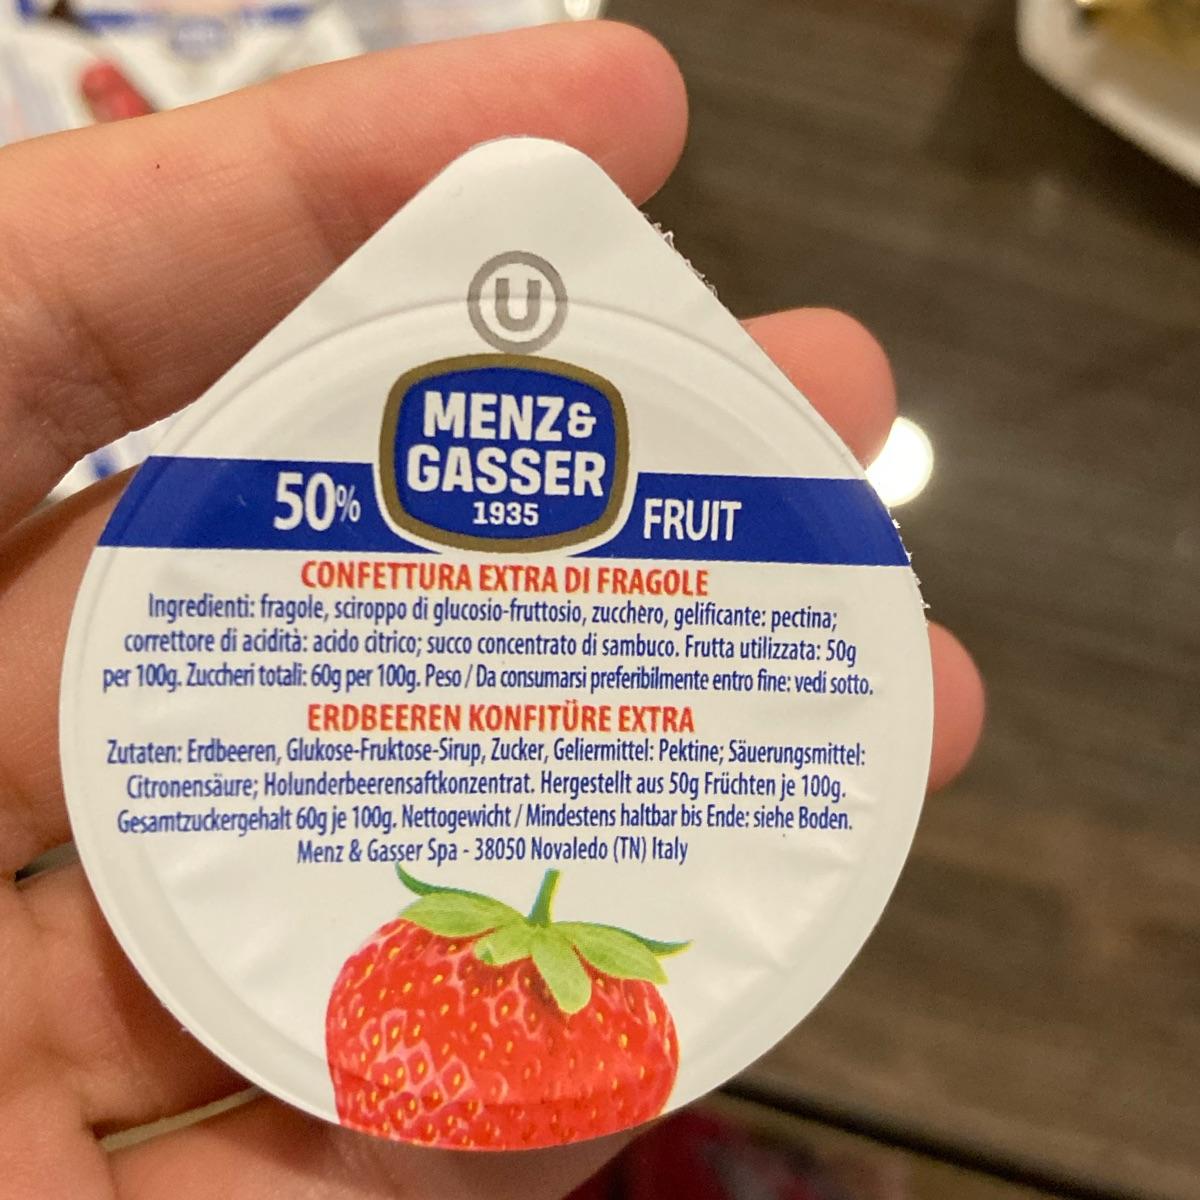 U
MENZ&
GASSER
1935
50%
FRUIT
CONFETTURA EXTRA DI FRAGOLE
Ingredienti: fragole, sciroppo di glucosio-fruttosio, zucchero, gelificante: pectina;
correttore di acidità: acido citrico; succo concentrato di sambuco. Frutta utilizzata: 50g
per 100g. Zuccheri totali: 60g per 100g. Peso / Da consumarsi preferibilmente entro fine: vedi sotto.
ERDBEEREN KONFITÜRE EXTRA
Zutaten: Erdbeeren, Glukose-Fruktose-Sirup, Zucker, Geliermittel: Pektine; Säuerungsmittel:
Citronensäure; Holunderbeerensaftkonzentrat. Hergestellt aus 50g Früchten je 100g.
Gesamtzuckergehalt 60g je 100g. Nettogewicht / Mindestens haltbar bis Ende: siehe Boden.
Menz & Gasser Spa - 38050 Novaledo (TN) Italy